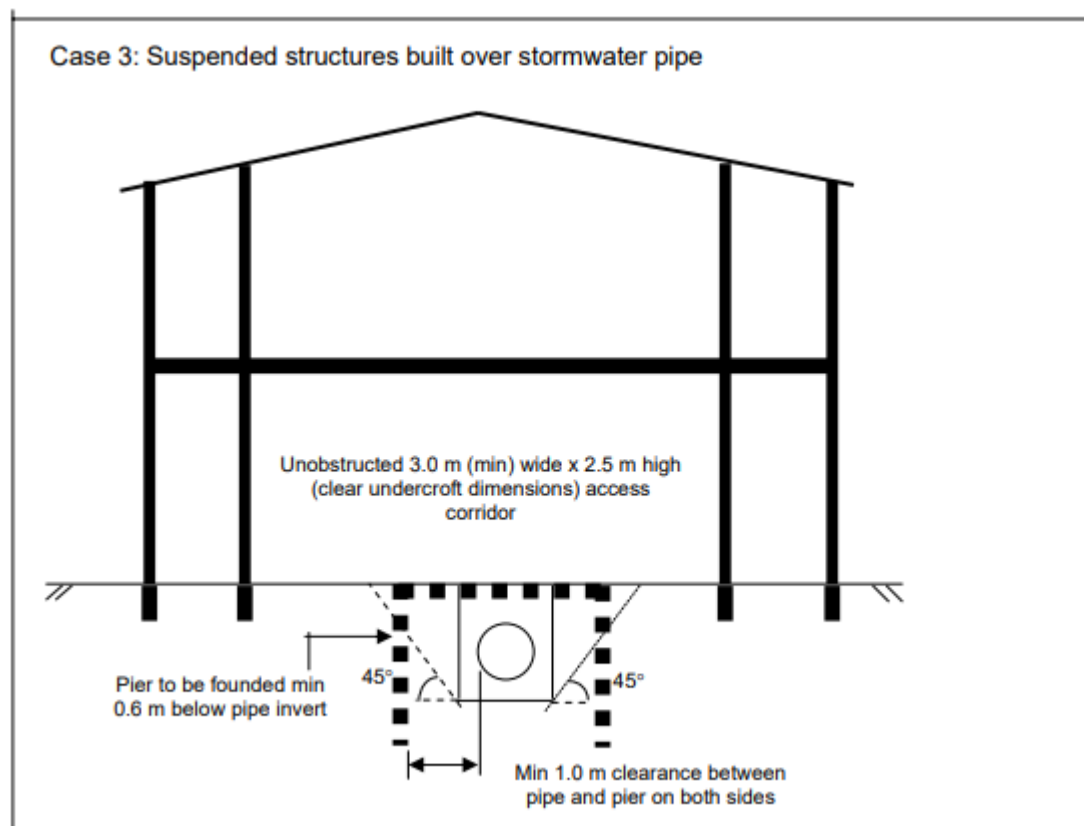 Case 3: Suspended structures built over stormwater pipe
Unobstructed 3.0 m (min) wide x 2.5 m high
(clear undercroft dimensions) access
corridor
45°
45°
Pier to be founded min
0.6 m below pipe invert
Min 1.0 m clearance between
pipe and pier on both sides